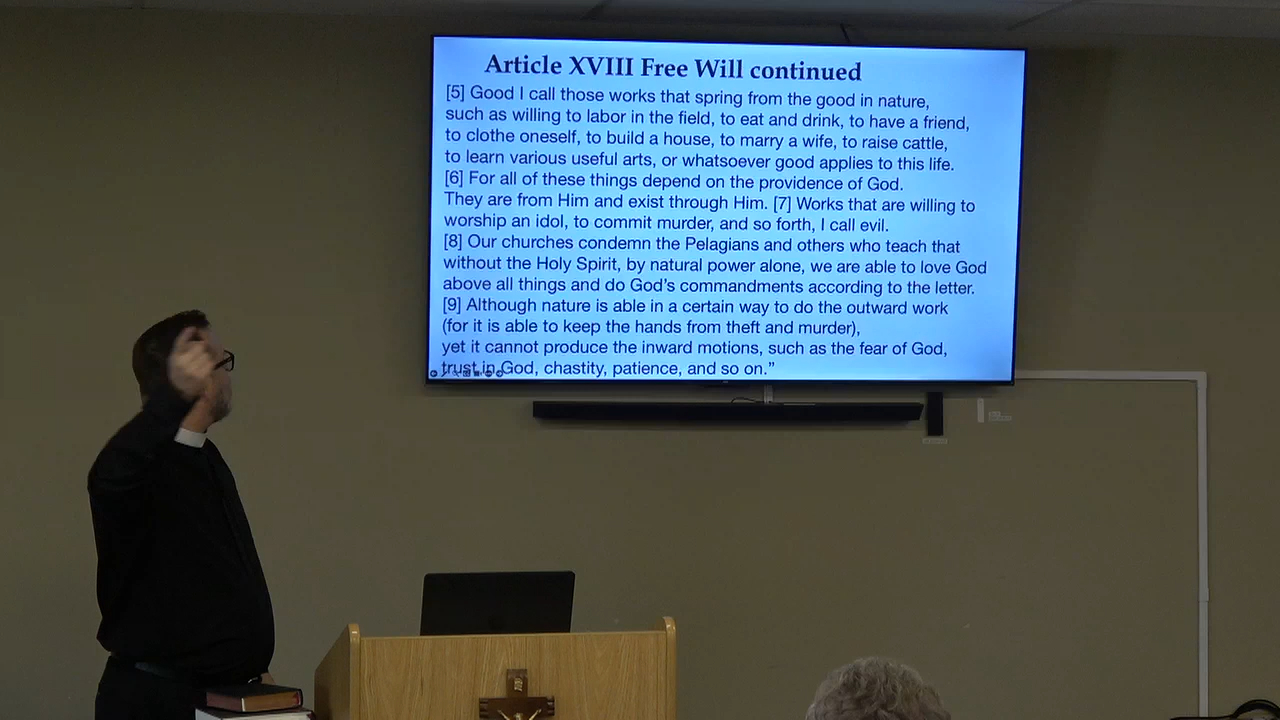 Article XVIII Free Will continued
[5] Good I call those works that spring from the good in nature,
such as willing to labor in the field, to eat and drink, to have a friend,
to clothe oneself, to build a house, to marry a wife, to raise cattle,
to learn various useful arts, or whatsoever good applies to this life.
[6] For all of these things depend on the providence of God.
They are from Him and exist through Him. [7] Works that are willing to
worship an idol, to commit murder, and so forth, I call evil.
[8] Our churches condemn the Pelagians and others who teach that
without the Holy Spirit, by natural power alone, we are able to love God
above all things and do God's commandments according to the letter.
[9] Although nature is able in a certain way to do the outward work
(for it is able to keep the hands from theft and murder),
yet it cannot produce the inward motions, such as the fear of God,
trust in God, chastity, patience, and so on.”